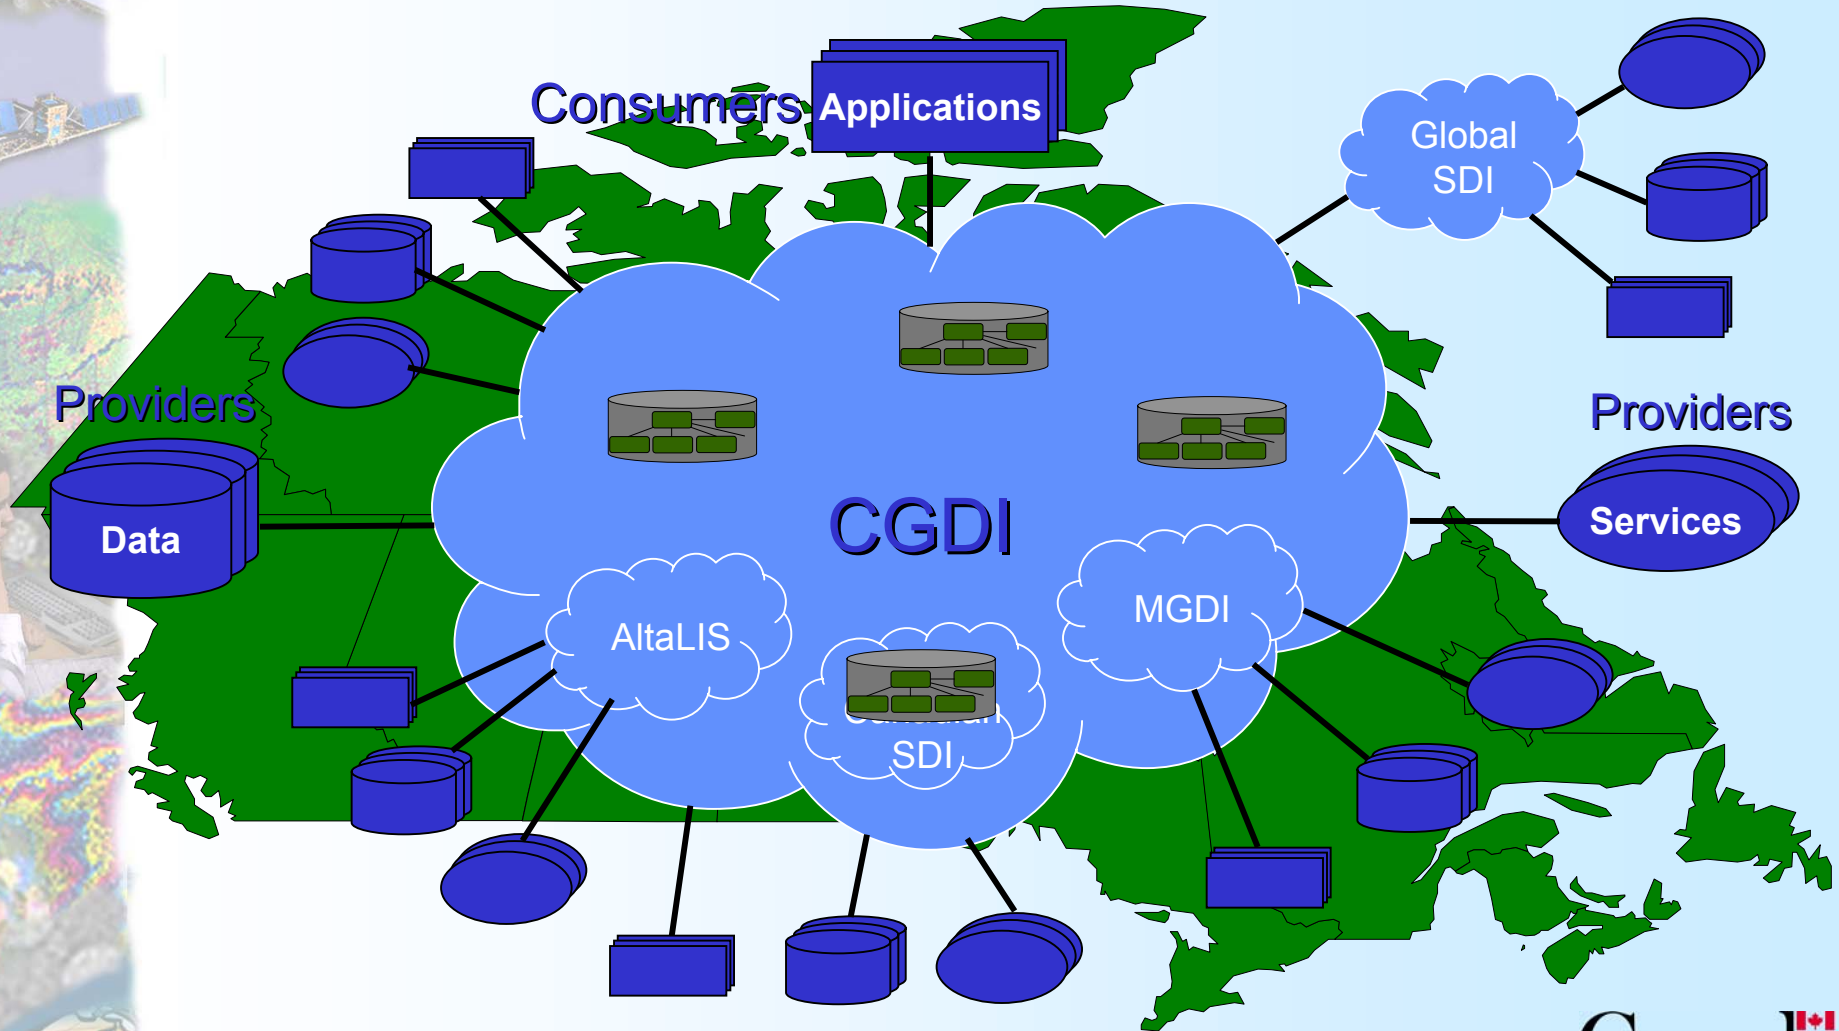 Consumers
Applications
Global
SDI
Providers
Data
Providers
Services
CGDI
AltaLIS
MGDI
SDI